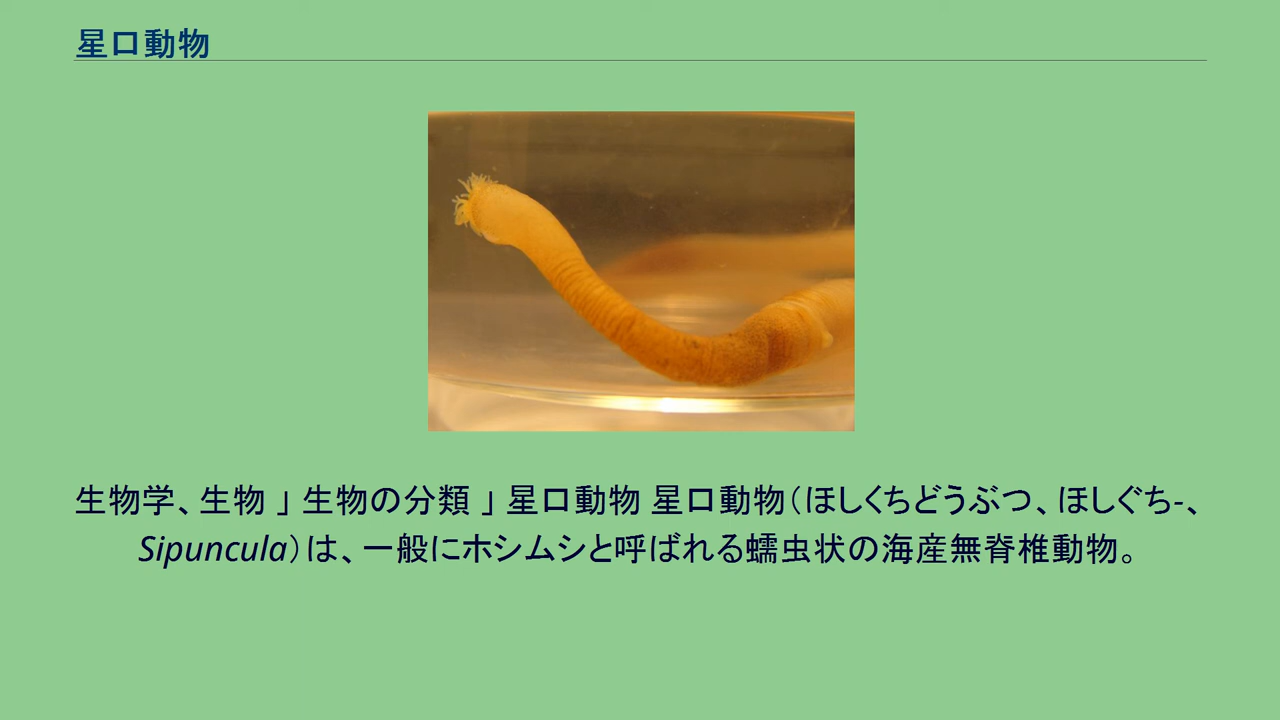 星口動物
生物学、生物 」 生物の分類 」 星口動物 星口動物（ほしくちどうぶつ、ほしぐち-、
Sipuncula）は、一般にホシムシと呼ばれる蠕虫状の海産無脊椎動物。